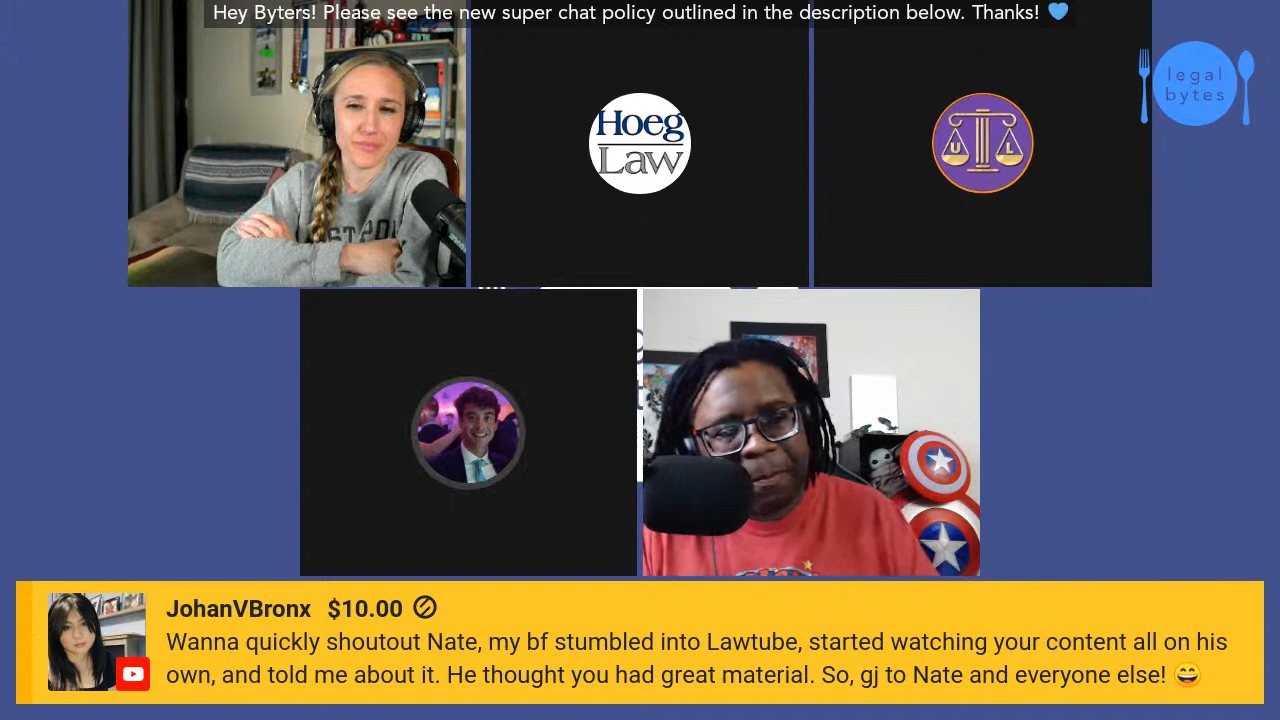 Hey Byters! Please see the new super chat policy outlined in the description below. Thanks! 💙
legal
bytes
Hoeg
Law
U L
JohanVBronx $10.00
Wanna quickly shoutout Nate, my bf stumbled into Lawtube, started watching your content all on his
own, and told me about it. He thought you had great material. So, gj to Nate and everyone else! 😄